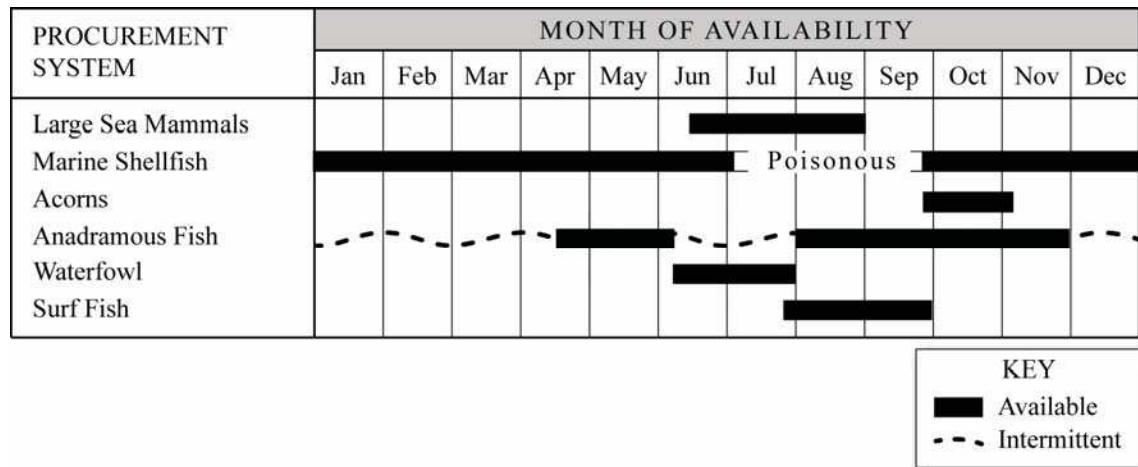 PROCUREMENT
SYSTEM
MONTH OF AVAILABILITY
Jan Feb Mar Apr May Jun Jul Aug Sep Oct Nov Dec
Large Sea Mammals
Marine Shellfish Poisonous
Acorns
Anadramous Fish
Waterfowl
Surf Fish
KEY
Available
Intermittent